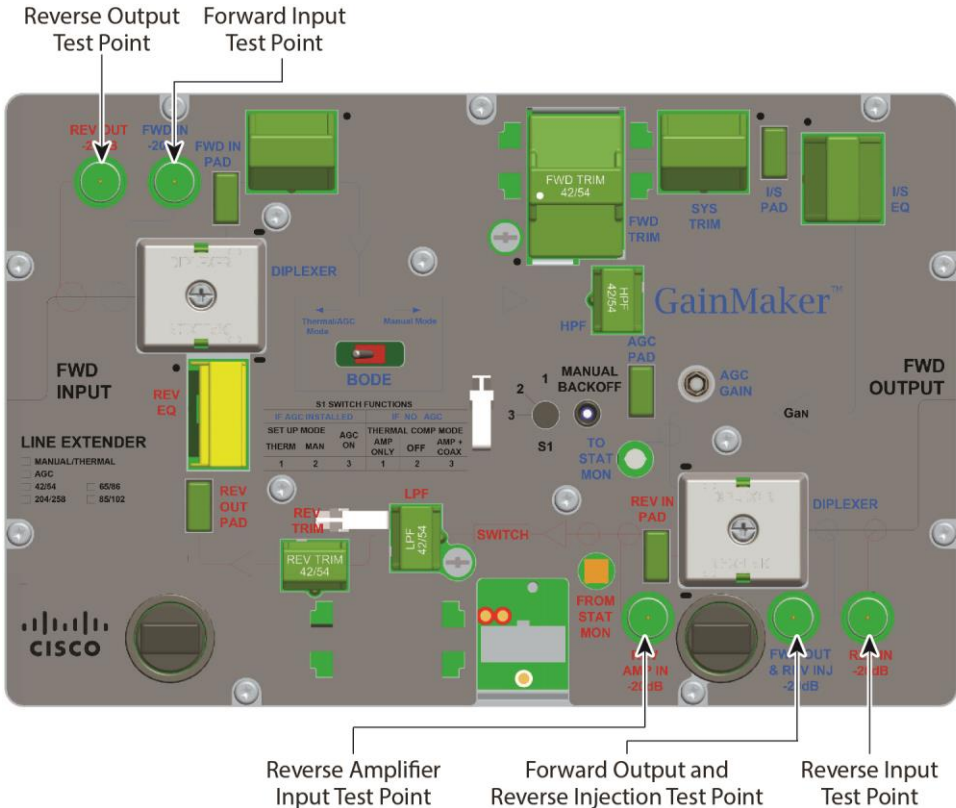 Reverse Output
Test Point
Forward Input
Test Point
REV OUT
FWD IN
FWD IN
PAD
DIPLEXER
FWD TRIM
42/54
FWD
TRIM
SYS
TRIM
I/S
PAD
I/S
EQ
HPF
42/54
HPF
GainMaker™
Thermal/AGC
Mode
Manual Mode
BODE
FWD
INPUT
REV
EQ
AGC
PAD
AGC
GAIN
FWD
OUTPUT
MANUAL
BACKOFF
1
2
3
S1
TO
STAT
MON
GaN
S1 SWITCH FUNCTIONS
IF AGC INSTALLED
IF NO AGC
SET UP MODE
AGC
ON
THERMAL COMP MODE
THERM
MAN
AMP
ONLY
OFF
AMP +
COAX
1
2
3
1
2
3
LINE EXTENDER
MANUAL/THERMAL
AGC
42/54
65/86
204/258
85/102
REV
OUT
PAD
REV
TRIM
REV TRIM
42/54
LPF
LPF
42/54
SWITCH
REV IN
PAD
DIPLEXER
FROM
STAT
MON
CISCO
AMP IN
-20dB
& REV INJ
-20dB
Reverse Amplifier
Input Test Point
Forward Output and
Reverse Injection Test Point
Reverse Input
Test Point